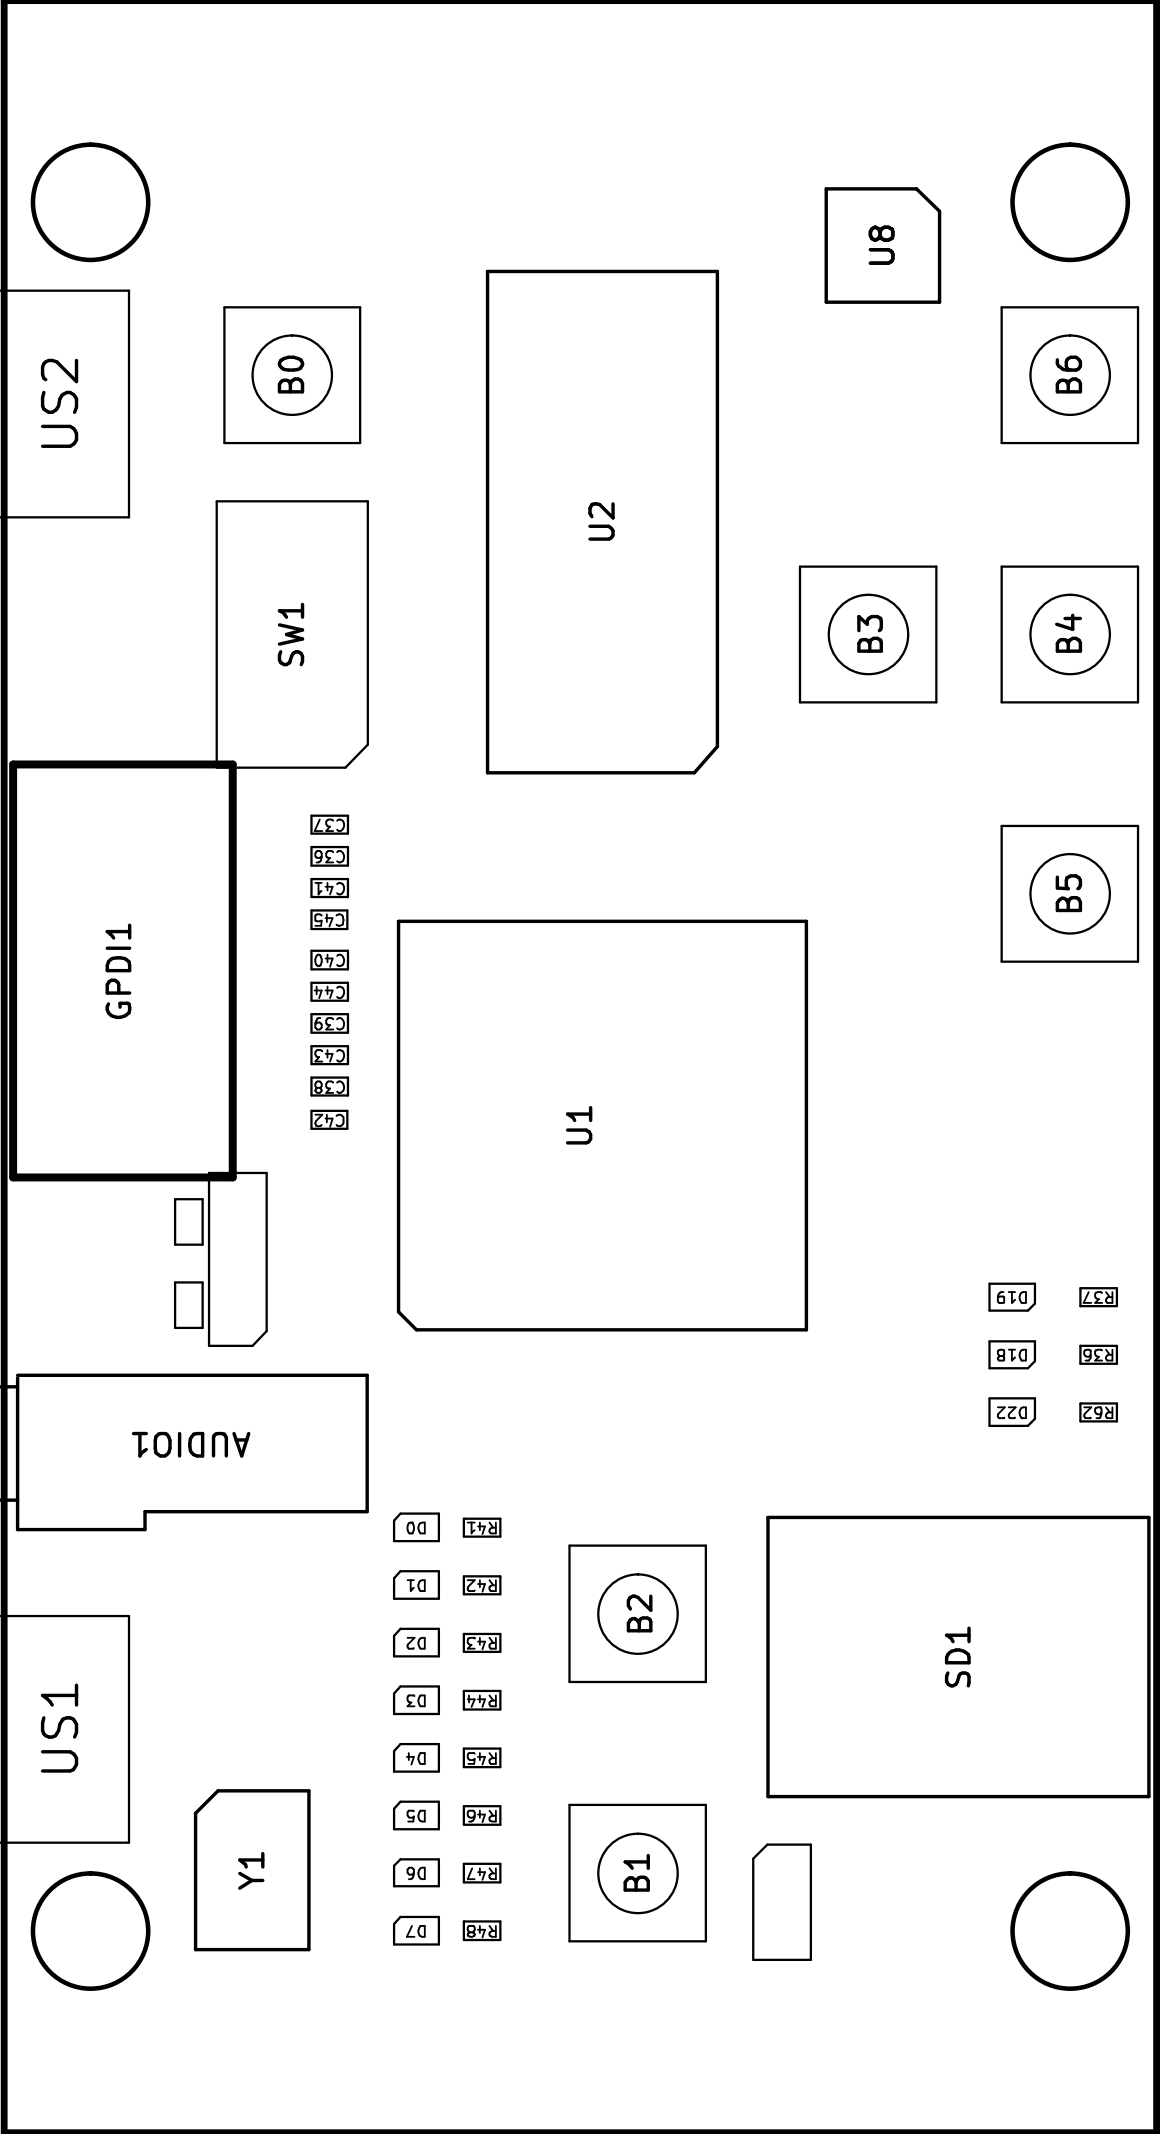 U8
US2
B0
B6
U2
SW1
B3
B4
C37
C36
C41
C45
B5
GPDI1
C40
C44
C39
C43
C38
C42
U1
D19 R37
D18 R36
D22 R62
AUDIO1
D0 R41
D1 R42
B2
D2 R43
SD1
D3 R44
US1
D4 R45
D5 R46
Y1
D6 R47
B1
D7 R48